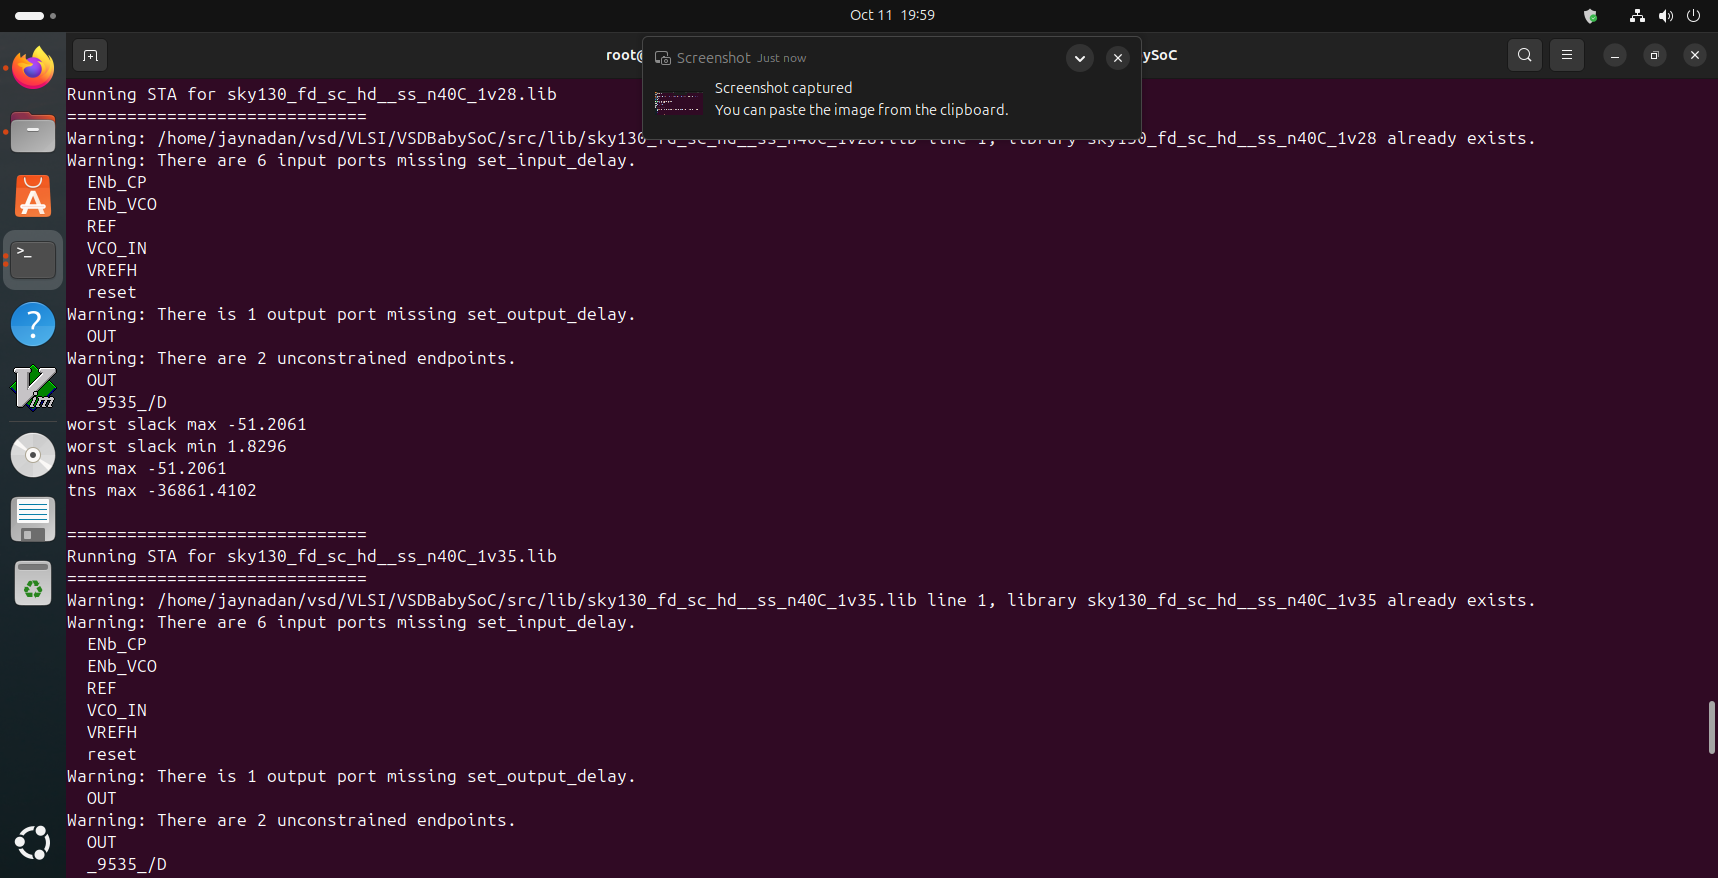 Oct 11 19:59
root@
ySoC
Screenshot Just now
Screenshot captured
You can paste the image from the clipboard.
Running STA for sky130_fd_sc_hd__ss_n40C_1v28.lib
==============================
Warning: /home/jaynadan/vsd/VLSI/VSDBabySoC/src/lib/sky130_fd_sc_hd__ss_n40C_1v28.lib line 1, library sky130_fd_sc_hd__ss_n40C_1v28 already exists.
Warning: There are 6 input ports missing set_input_delay.
  ENb_CP
  ENb_VCO
  REF
  VCO_IN
  VREFH
  reset
Warning: There is 1 output port missing set_output_delay.
  OUT
Warning: There are 2 unconstrained endpoints.
  OUT
  _9535_/D
worst slack max -51.2061
worst slack min 1.8296
wns max -51.2061
tns max -36861.4102
==============================
Running STA for sky130_fd_sc_hd__ss_n40C_1v35.lib
==============================
Warning: /home/jaynadan/vsd/VLSI/VSDBabySoC/src/lib/sky130_fd_sc_hd__ss_n40C_1v35.lib line 1, library sky130_fd_sc_hd__ss_n40C_1v35 already exists.
Warning: There are 6 input ports missing set_input_delay.
  ENb_CP
  ENb_VCO
  REF
  VCO_IN
  VREFH
  reset
Warning: There is 1 output port missing set_output_delay.
  OUT
Warning: There are 2 unconstrained endpoints.
  OUT
  _9535_/D